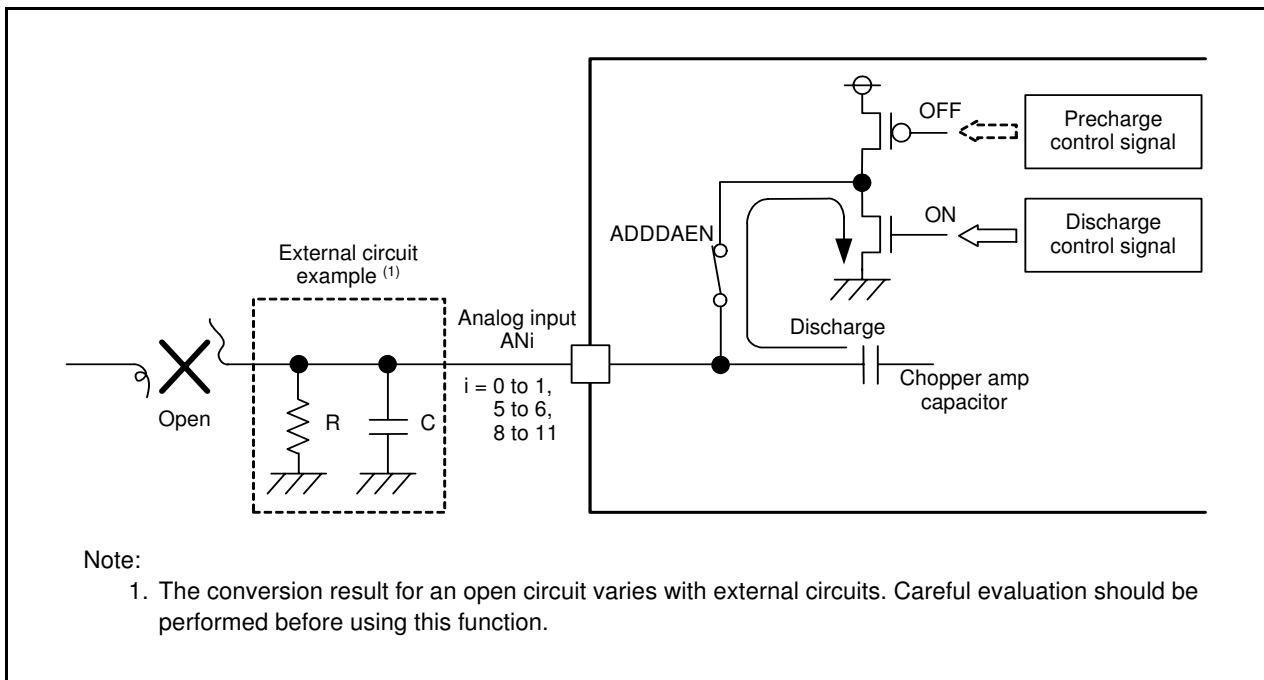 OFF
Precharge
control signal
ADDDAEN
ON
Discharge
control signal
External circuit
example (1)
Analog input
ANi
Discharge
i = 0 to 1,
5 to 6,
8 to 11
Chopper amp
capacitor
Open
R
C
Note:
1. The conversion result for an open circuit varies with external circuits. Careful evaluation should be
performed before using this function.